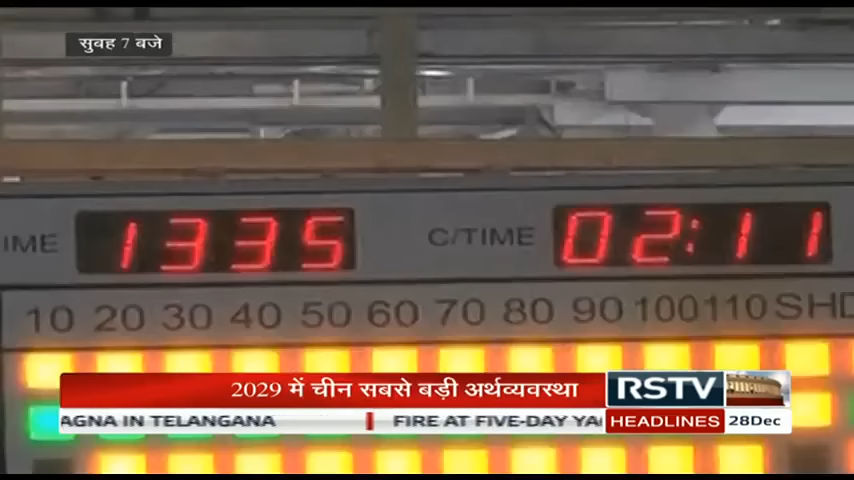 सुबह 7 बजे
IME 1335 C/TIME 02:11
10 20 30 40 50 60 70 80 90 100 110 SHD
2029 में चीन सबसे बड़ी अर्थव्यवस्था
RSTV
AGNA IN TELANGANA FIRE AT FIVE-DAY YA
HEADLINES 28Dec